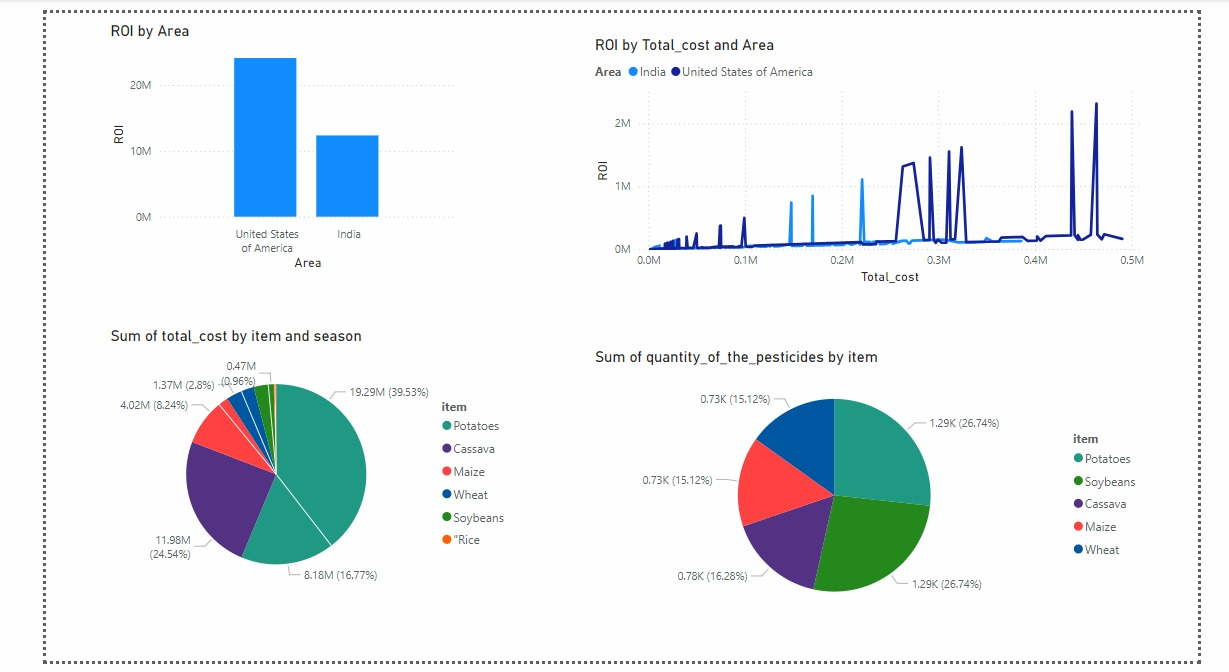 ROI by Area
20M
10M
0M
ROI
United States
of America
India
Area
ROI by Total_cost and Area
Area India United States of America
2M
1M
0M
ROI
0.0M 0.1M 0.2M 0.3M 0.4M 0.5M
Total_cost
Sum of total_cost by item and season
0.47M
(0.96%)
1.37M (2.8%)
4.02M (8.24%)
19.29M (39.53%)
11.98M
(24.54%)
8.18M (16.77%)
item
Potatoes
Cassava
Maize
Wheat
Soybeans
"Rice
Sum of quantity_of_the_pesticides by item
0.73K (15.12%)
1.29K (26.74%)
0.73K (15.12%)
0.78K (16.28%)
1.29K (26.74%)
item
Potatoes
Soybeans
Cassava
Maize
Wheat